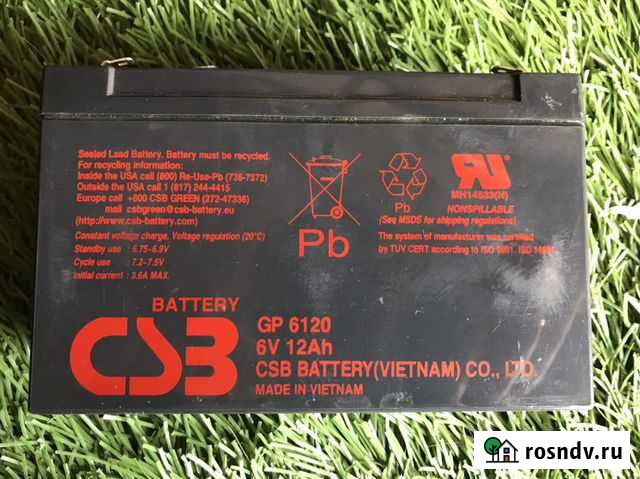 Sealed Lead Battery. Battery must be recycled.
For recycling information:
Inside the USA call (800) Re-Use-Pb (738-7372)
Outside the USA call 1 (817) 244-4415
Europe call +800 CSB GREEN (272-47336)
mail csbgreen@csb-battery.eu
(http://www.csb-battery.com)
Constant voltage charge. Voltage regulation (20°C)
Standby use : 6.75-6.9V
Cycle use : 7.2-7.5V
Initial current : 3.6A MAX.
Pb
Pb
MH14533(N)
NONSPILLABLE
(See MSDS for shipping regulations)
The system of manufacturer was certified
by TUV CERT according to ISO 9001, ISO
BATTERY
CSB
GP 6120
6V 12Ah
CSB BATTERY(VIETNAM) CO., LTD.
MADE IN VIETNAM
rosndv.ru